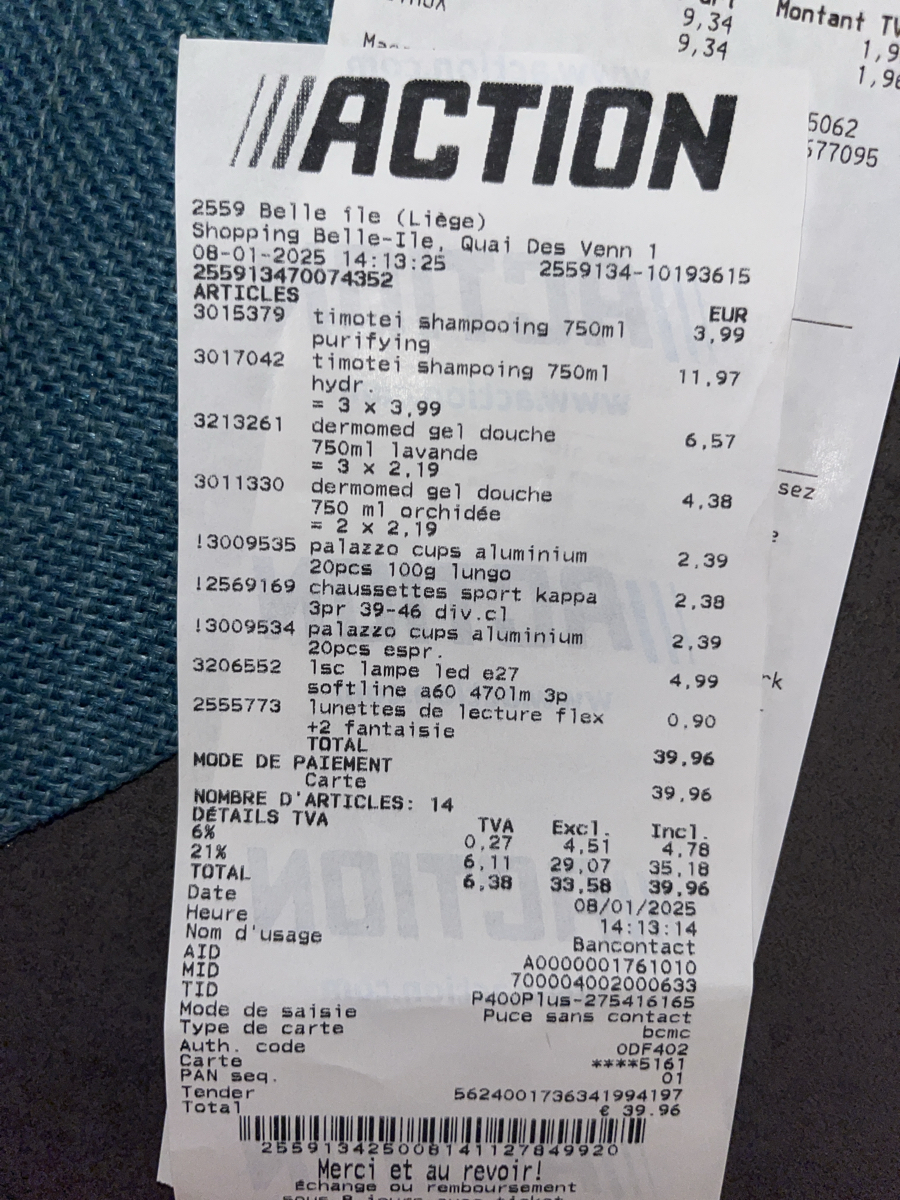 9,34
Montant TV
9,34
1,9
1,96
5062
577095
sez
rk
///ACTION
2559 Belle île (Liège)
Shopping Belle-Ile, Quai Des Venn 1
08-01-2025 14:13:25 2559134-10193615
255913470074352
ARTICLES EUR
3015379 timotei shampooing 750ml 3,99
purifying
3017042 timotei shampoing 750ml 11,97
hydr.
= 3 x 3,99
3213261 dermomed gel douche 6,57
750ml lavande
= 3 x 2,19
3011330 dermomed gel douche 4,38
750 ml orchidée
= 2 x 2,19
!3009535 palazzo cups aluminium 2,39
20pcs 100g lungo
!2569169 chaussettes sport kappa 2,38
3pr 39-46 div.cl
!3009534 palazzo cups aluminium 2,39
20pcs espr.
3206552 lsc lampe led e27 4,99
softline a60 470lm 3p
2555773 lunettes de lecture flex 0,90
+2 fantaisie
TOTAL 39,96
MODE DE PAIEMENT
Carte 39,96
NOMBRE D'ARTICLES: 14
DÉTAILS TVA TVA Excl. Incl.
6% 0,27 4,51 4,78
21% 6,11 29,07 35,18
TOTAL 6,38 33,58 39,96
Date 08/01/2025
Heure 14:13:14
Nom d'usage Bancontact
AID A0000001761010
MID 700004002000633
TID P400Plus-275416165
Mode de saisie Puce sans contact
Type de carte bcmc
Auth. code 0DF402
Carte ****5161
PAN seq. 01
Tender 5624001736341994197
Total € 39.96
255913425008141127849920
Merci et au revoir!
Échange ou remboursement